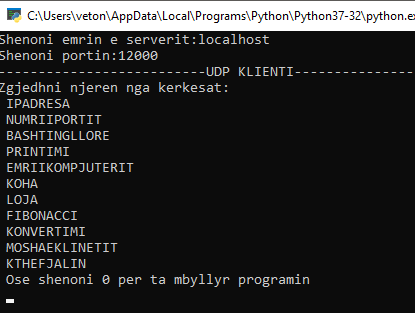 C:\Users\veton\AppData\Local\Programs\Python\Python37-32\python.ex
Shenoni emrin e serverit:localhost
Shenoni portin:12000
--------------------------UDP KLIENTI---------------
Zgjedhni njeren nga kerkesat:
IPADRESA
NUMRIIPORTIT
BASHTINGLLORE
PRINTIMI
EMRIIKOMPJUTERIT
KOHA
LOJA
FIBONACCI
KONVERTIMI
MOSHAEKLINETIT
KTHEFJALIN
Ose shenoni 0 per ta mbyllyr programin